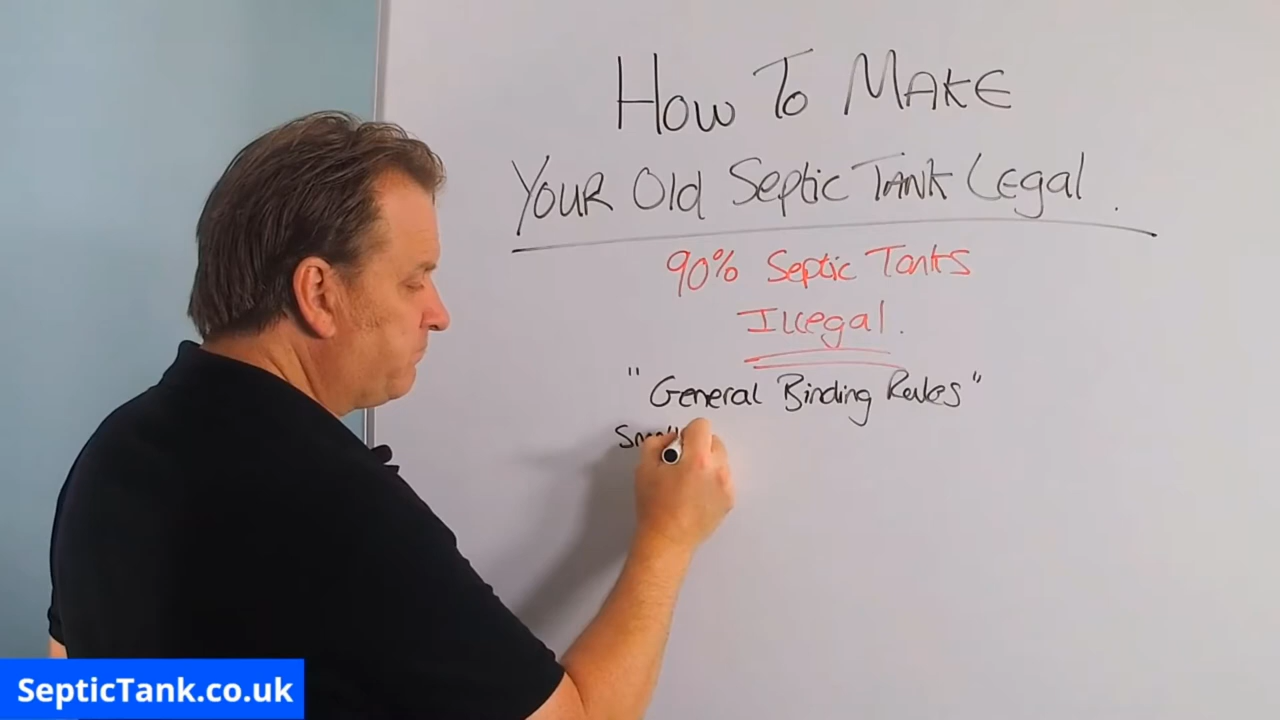 How To MAKE
YOUR Old Septic TANK Legal.
90% Septic Tanks
Illegal.
"General Binding Rules"
SepticTank.co.uk